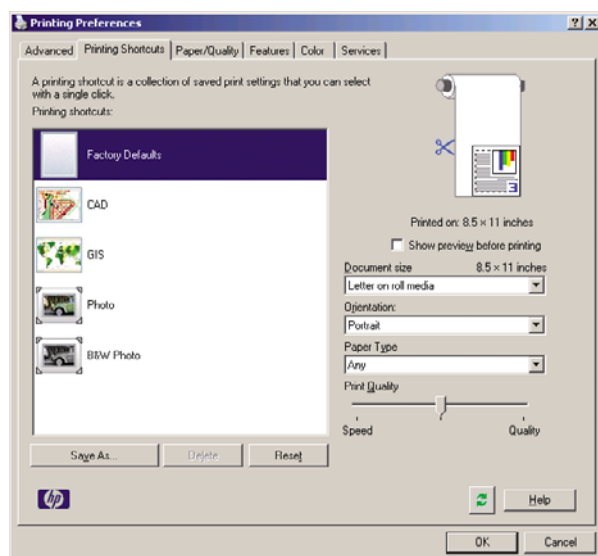 Printing Preferences
Advanced Printing Shortcuts Paper/Quality Features Color Services
A printing shortcut is a collection of saved print settings that you can select
with a single click.
Printing shortcuts:
Factory Defaults
CAD
GIS
Photo
B&W Photo
Save As...
Delete
Reset
3
Printed on: 8.5 × 11 inches
Show preview before printing
Document size 8.5 × 11 inches
Letter on roll media
Orientation:
Portrait
Paper Type
Any
Print Quality
Speed Quality
hp
Help
OK Cancel